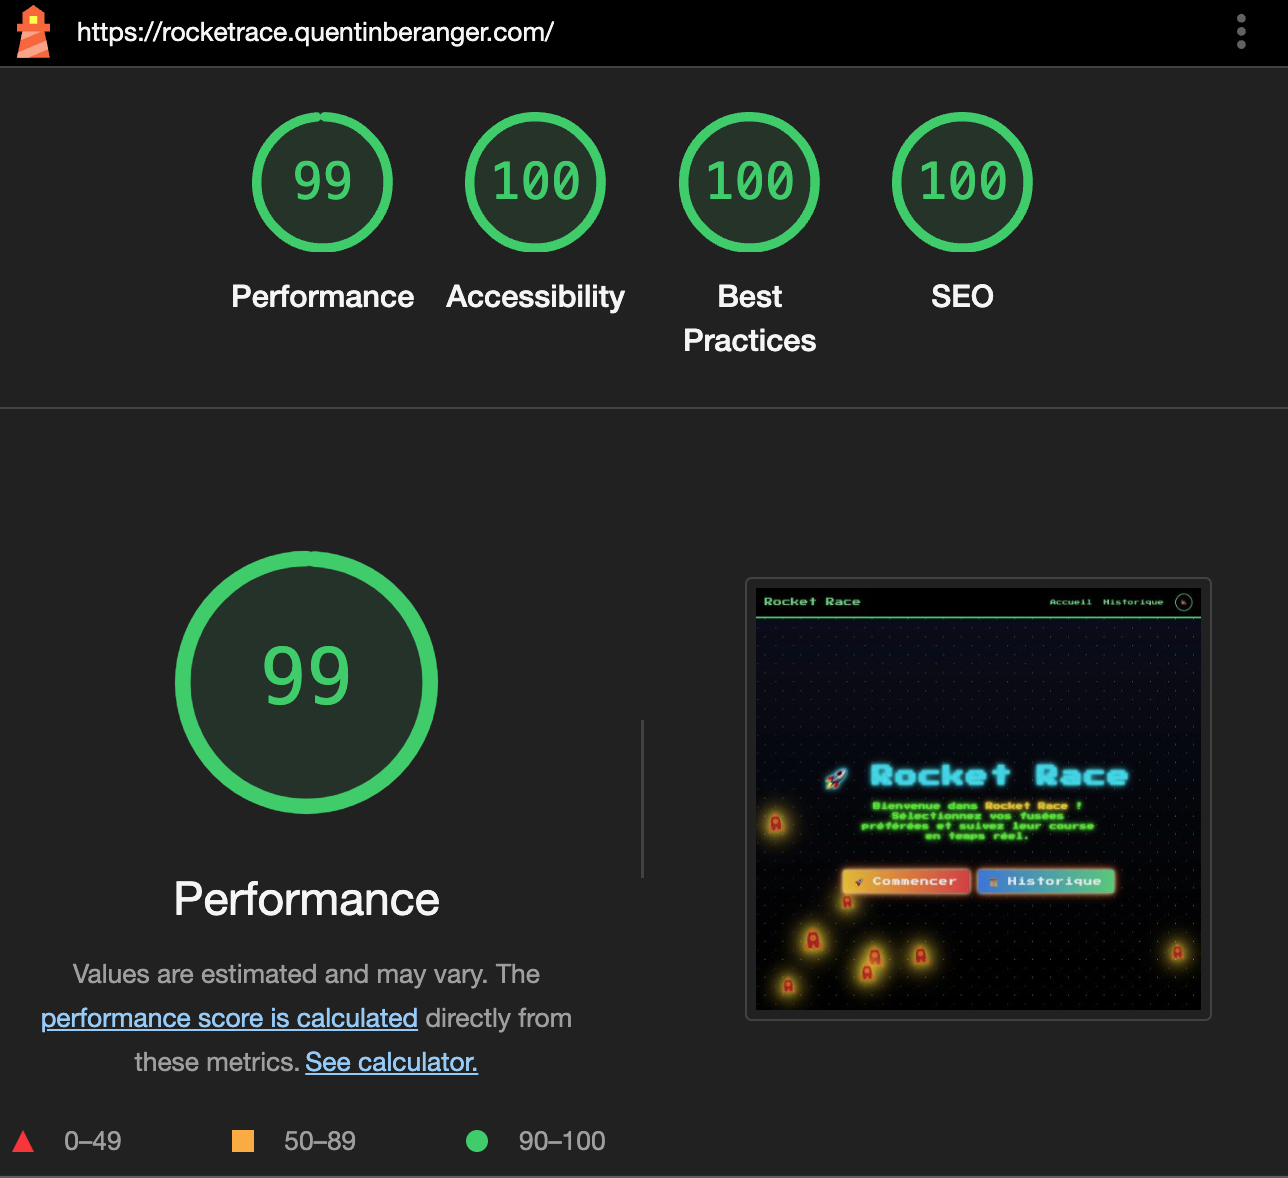 https://rocketrace.quentinberanger.com/
99
100
100
100
Performance
Accessibility
Best
Practices
SEO
99
Performance
Values are estimated and may vary. The
performance score is calculated directly from
these metrics. See calculator.
0–49
50–89
90–100
Rocket Race
Accueil Historique
🚀 Rocket Race
Bienvenue dans Rocket Race !
Sélectionnez vos fusées
préférées et suivez leur course
en temps réel.
Commencer
Historique